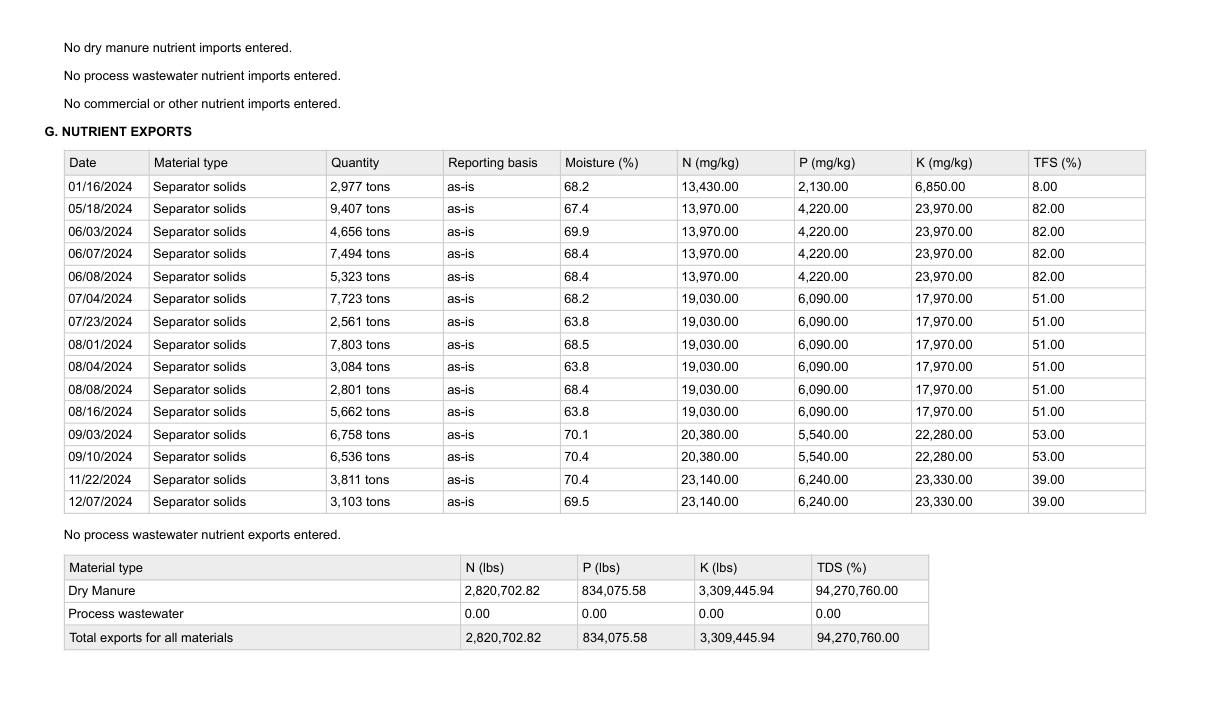 No dry manure nutrient imports entered.
No process wastewater nutrient imports entered.
No commercial or other nutrient imports entered.
G. NUTRIENT EXPORTS
Date Material type Quantity Reporting basis Moisture (%) N (mg/kg) P (mg/kg) K (mg/kg) TFS (%)
01/16/2024 Separator solids 2,977 tons as-is 68.2 13,430.00 2,130.00 6,850.00 8.00
05/18/2024 Separator solids 9,407 tons as-is 67.4 13,970.00 4,220.00 23,970.00 82.00
06/03/2024 Separator solids 4,656 tons as-is 69.9 13,970.00 4,220.00 23,970.00 82.00
06/07/2024 Separator solids 7,494 tons as-is 68.4 13,970.00 4,220.00 23,970.00 82.00
06/08/2024 Separator solids 5,323 tons as-is 68.4 13,970.00 4,220.00 23,970.00 82.00
07/04/2024 Separator solids 7,723 tons as-is 68.2 19,030.00 6,090.00 17,970.00 51.00
07/23/2024 Separator solids 2,561 tons as-is 63.8 19,030.00 6,090.00 17,970.00 51.00
08/01/2024 Separator solids 7,803 tons as-is 68.5 19,030.00 6,090.00 17,970.00 51.00
08/04/2024 Separator solids 3,084 tons as-is 63.8 19,030.00 6,090.00 17,970.00 51.00
08/08/2024 Separator solids 2,801 tons as-is 68.4 19,030.00 6,090.00 17,970.00 51.00
08/16/2024 Separator solids 5,662 tons as-is 63.8 19,030.00 6,090.00 17,970.00 51.00
09/03/2024 Separator solids 6,758 tons as-is 70.1 20,380.00 5,540.00 22,280.00 53.00
09/10/2024 Separator solids 6,536 tons as-is 70.4 20,380.00 5,540.00 22,280.00 53.00
11/22/2024 Separator solids 3,811 tons as-is 70.4 23,140.00 6,240.00 23,330.00 39.00
12/07/2024 Separator solids 3,103 tons as-is 69.5 23,140.00 6,240.00 23,330.00 39.00
No process wastewater nutrient exports entered.
Material type N (lbs) P (lbs) K (lbs) TDS (%)
Dry Manure 2,820,702.82 834,075.58 3,309,445.94 94,270,760.00
Process wastewater 0.00 0.00 0.00 0.00
Total exports for all materials 2,820,702.82 834,075.58 3,309,445.94 94,270,760.00